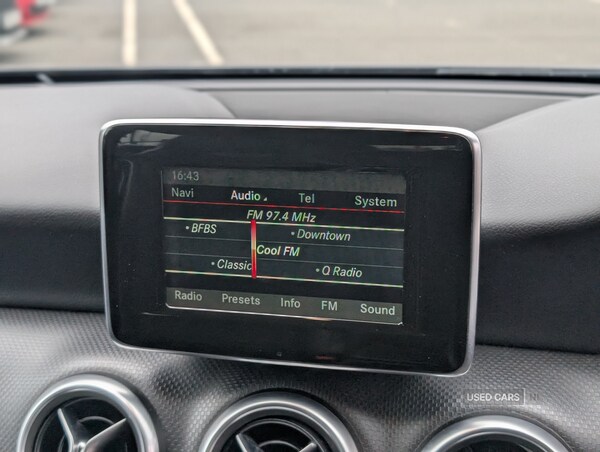 16:43
Navi Audio Tel System
FM 97.4 MHz
• BFBS • Downtown
Cool FM
• Classic • Q Radio
Radio Presets Info FM Sound
USED CARS NI